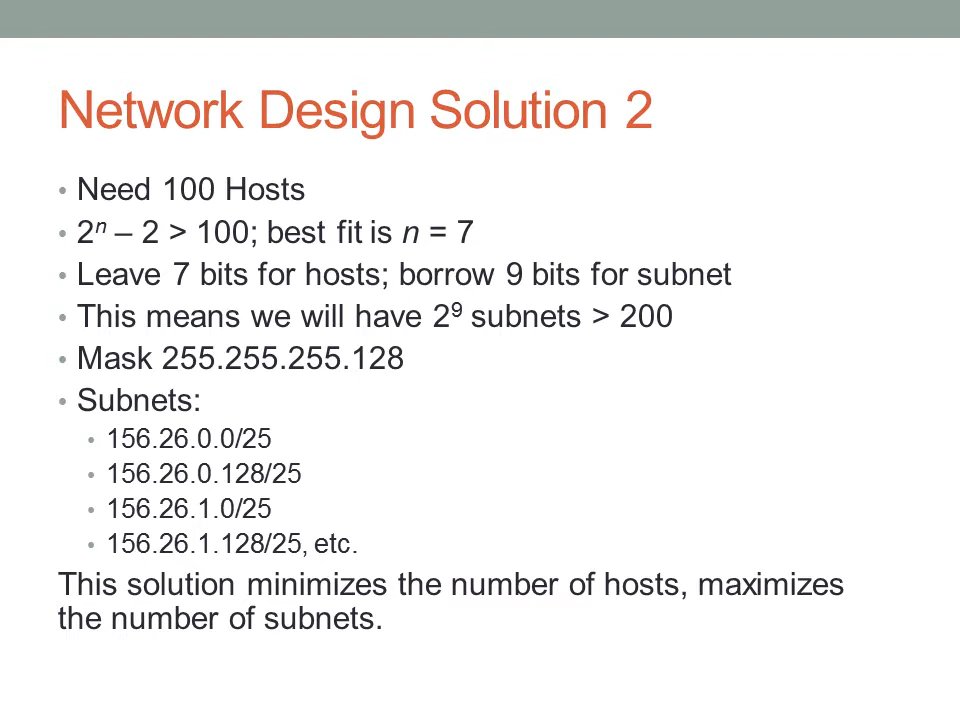 Network Design Solution 2
• Need 100 Hosts
• 2ⁿ – 2 > 100; best fit is n = 7
• Leave 7 bits for hosts; borrow 9 bits for subnet
• This means we will have 2⁹ subnets > 200
• Mask 255.255.255.128
• Subnets:
• 156.26.0.0/25
• 156.26.0.128/25
• 156.26.1.0/25
• 156.26.1.128/25, etc.
This solution minimizes the number of hosts, maximizes
the number of subnets.